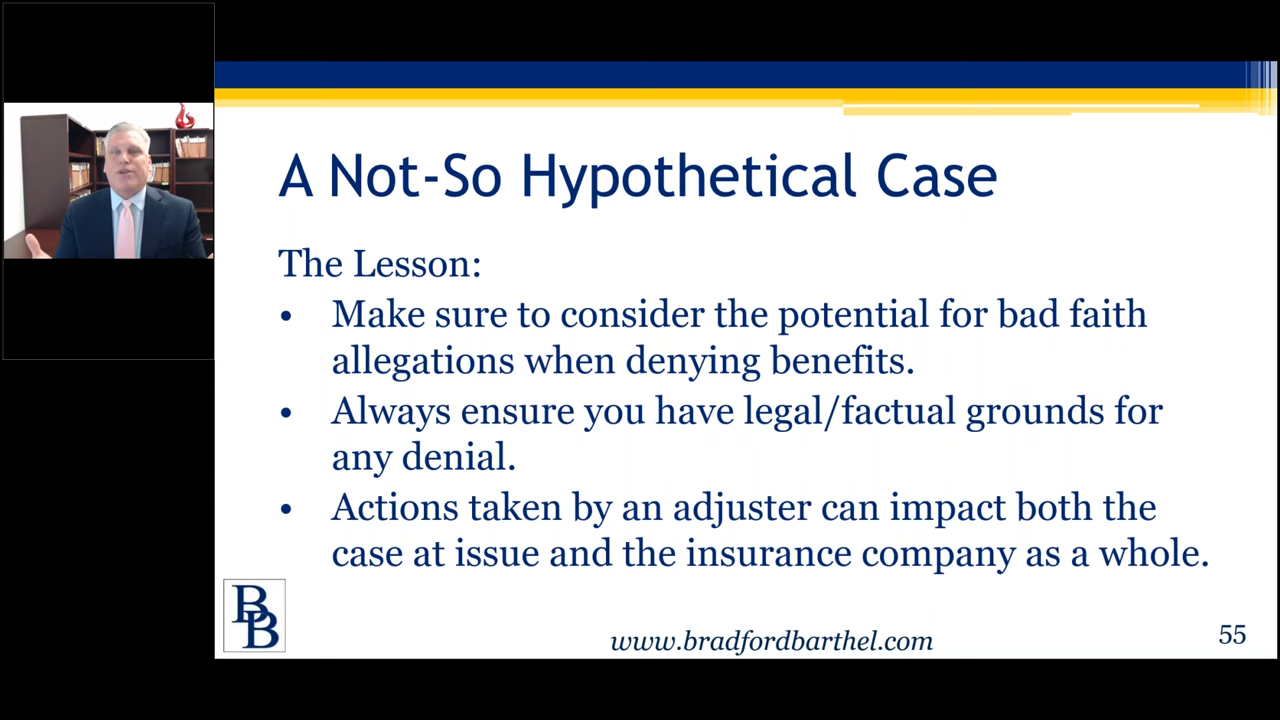 A Not-So Hypothetical Case
The Lesson:
• Make sure to consider the potential for bad faith
allegations when denying benefits.
• Always ensure you have legal/factual grounds for
any denial.
• Actions taken by an adjuster can impact both the
case at issue and the insurance company as a whole.
BB
www.bradfordbarthel.com
55